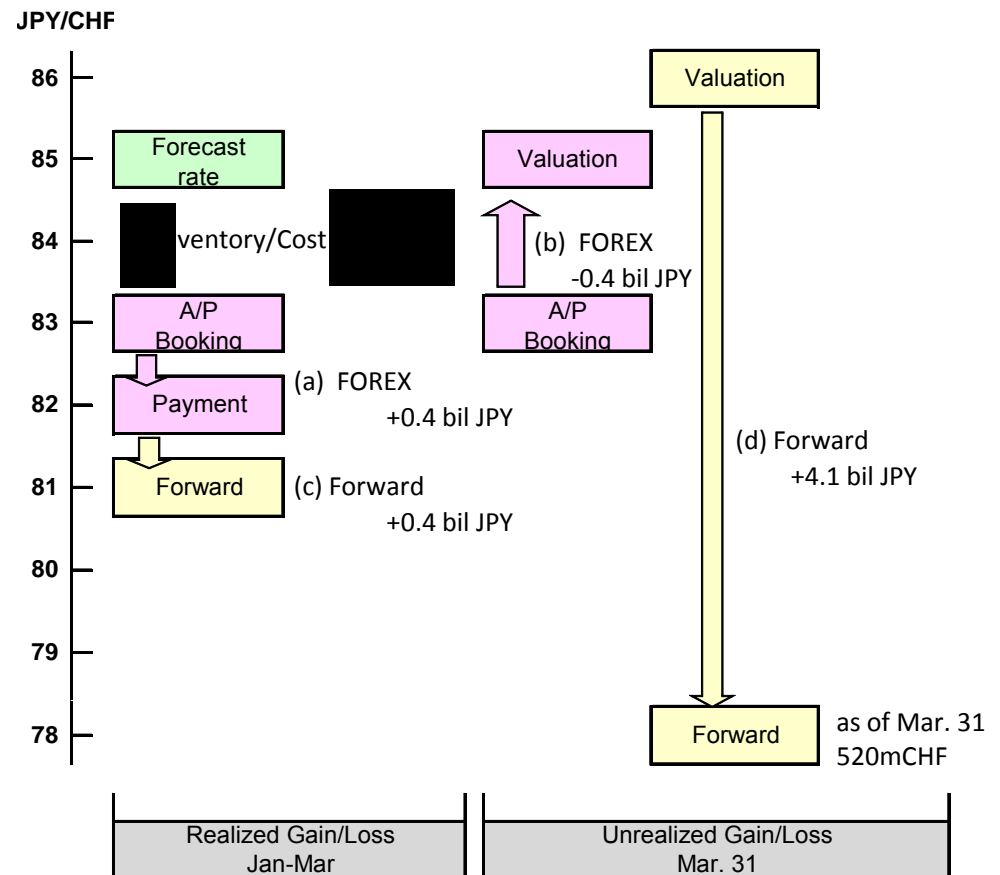 JPY/CHF
86
85
84
83
82
81
80
79
78
Forecast
rate
ventory/Cost
A/P
Booking
Payment
Forward
(a) FOREX
+0.4 bil JPY
(c) Forward
+0.4 bil JPY
Valuation
(b) FOREX
-0.4 bil JPY
A/P
Booking
Valuation
(d) Forward
+4.1 bil JPY
Forward
as of Mar. 31
520mCHF
Realized Gain/Loss
Jan-Mar
Unrealized Gain/Loss
Mar. 31